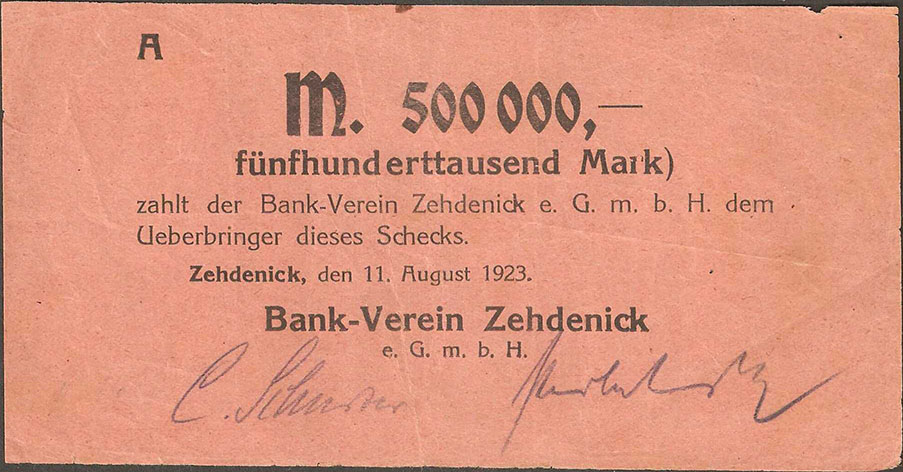 A
M. 500 000,—
fünfhunderttausend Mark)
zahlt der Bank-Verein Zehdenick e. G. m. b. H. dem
Ueberbringer dieses Schecks.
Zehdenick, den 11. August 1923.
Bank-Verein Zehdenick
e. G. m. b. H.
C. Schuster